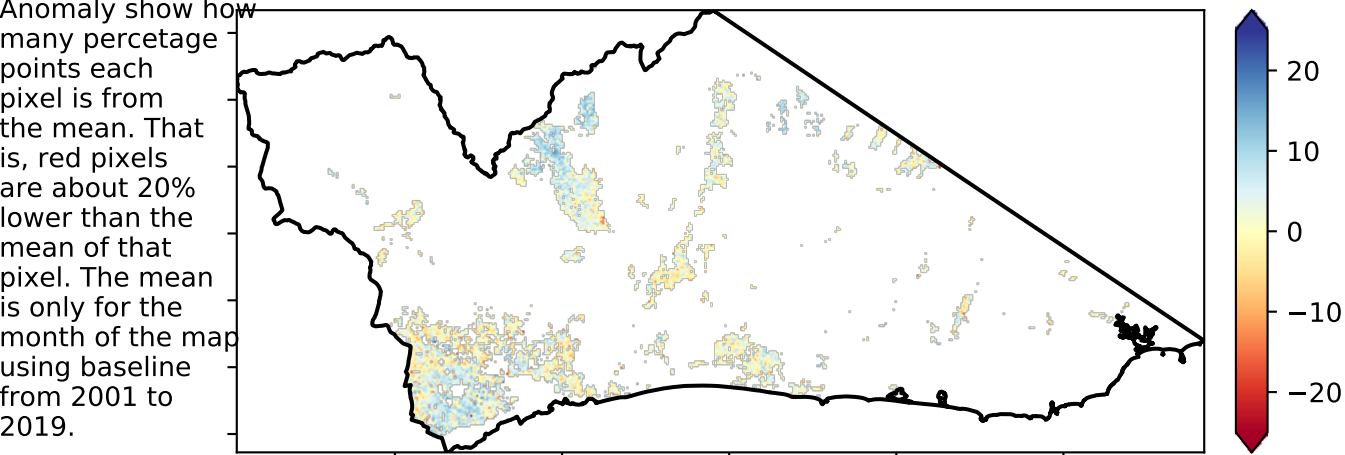 Anomaly show how
many percetage
points each
pixel is from
the mean. That
is, red pixels
are about 20%
lower than the
mean of that
pixel. The mean
is only for the
month of the map
using baseline
from 2001 to
2019.
20
10
0
−10
−20